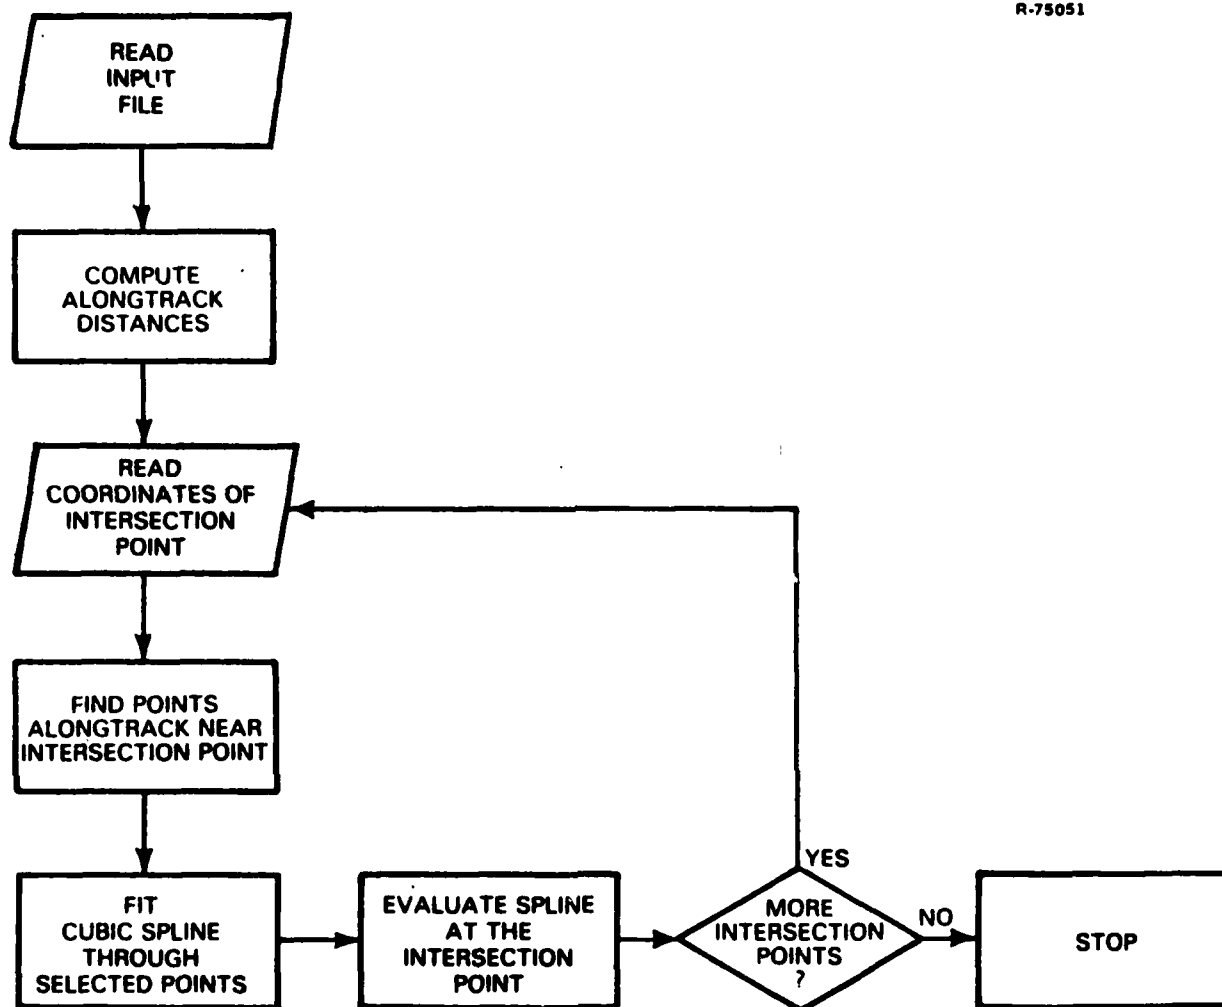 R-75051
READ
INPUT
FILE
COMPUTE
ALONGTRACK
DISTANCES
READ
COORDINATES OF
INTERSECTION
POINT
FIND POINTS
ALONGTRACK NEAR
INTERSECTION POINT
FIT
CUBIC SPLINE
THROUGH
SELECTED POINTS
EVALUATE SPLINE
AT THE
INTERSECTION
POINT
YES
MORE
INTERSECTION
POINTS
?
NO
STOP